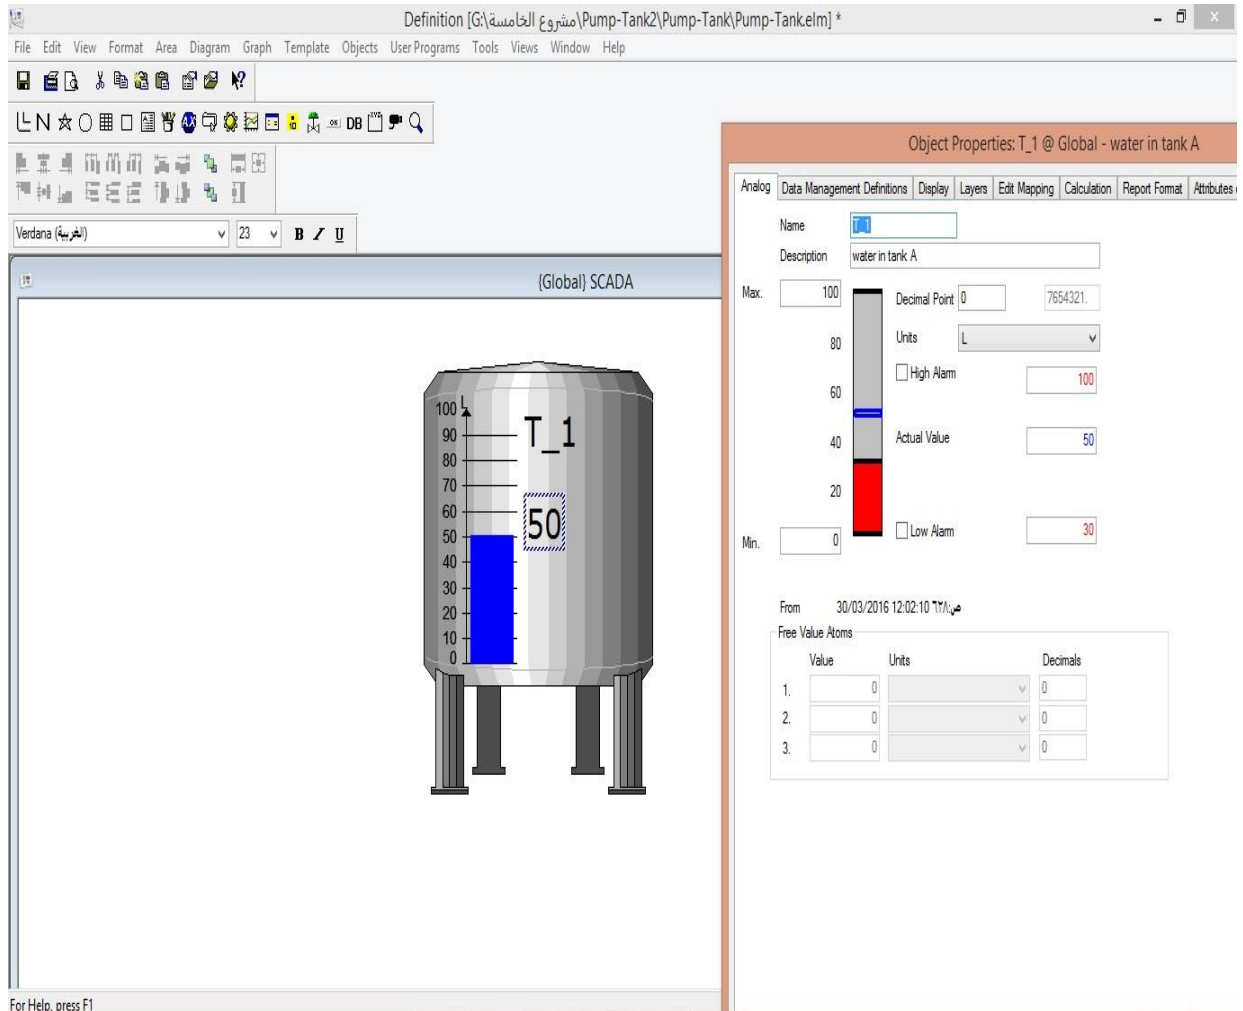 Definition [G:\مشروع الخامسة\Pump-Tank2\Pump-Tank\Pump-Tank.elm] *
File Edit View Format Area Diagram Graph Template Objects User Programs Tools Views Window Help
DB
Verdana (الغربية) 23 B I U
{Global} SCADA
100 L
90
80
70
60
50
40
30
20
10
0
T_1
50
Object Properties: T_1 @ Global - water in tank A
Analog Data Management Definitions Display Layers Edit Mapping Calculation Report Format Attributes
Name T_1
Description water in tank A
Max. 100 Decimal Point 0 7654321.
80 Units L
High Alarm 100
60
40 Actual Value 50
20
Low Alarm 30
Min. 0
From 30/03/2016 12:02:10 ص:٦٢٨
Free Value Atoms
Value Units Decimals
1. 0 0
2. 0 0
3. 0 0
For Help, press F1